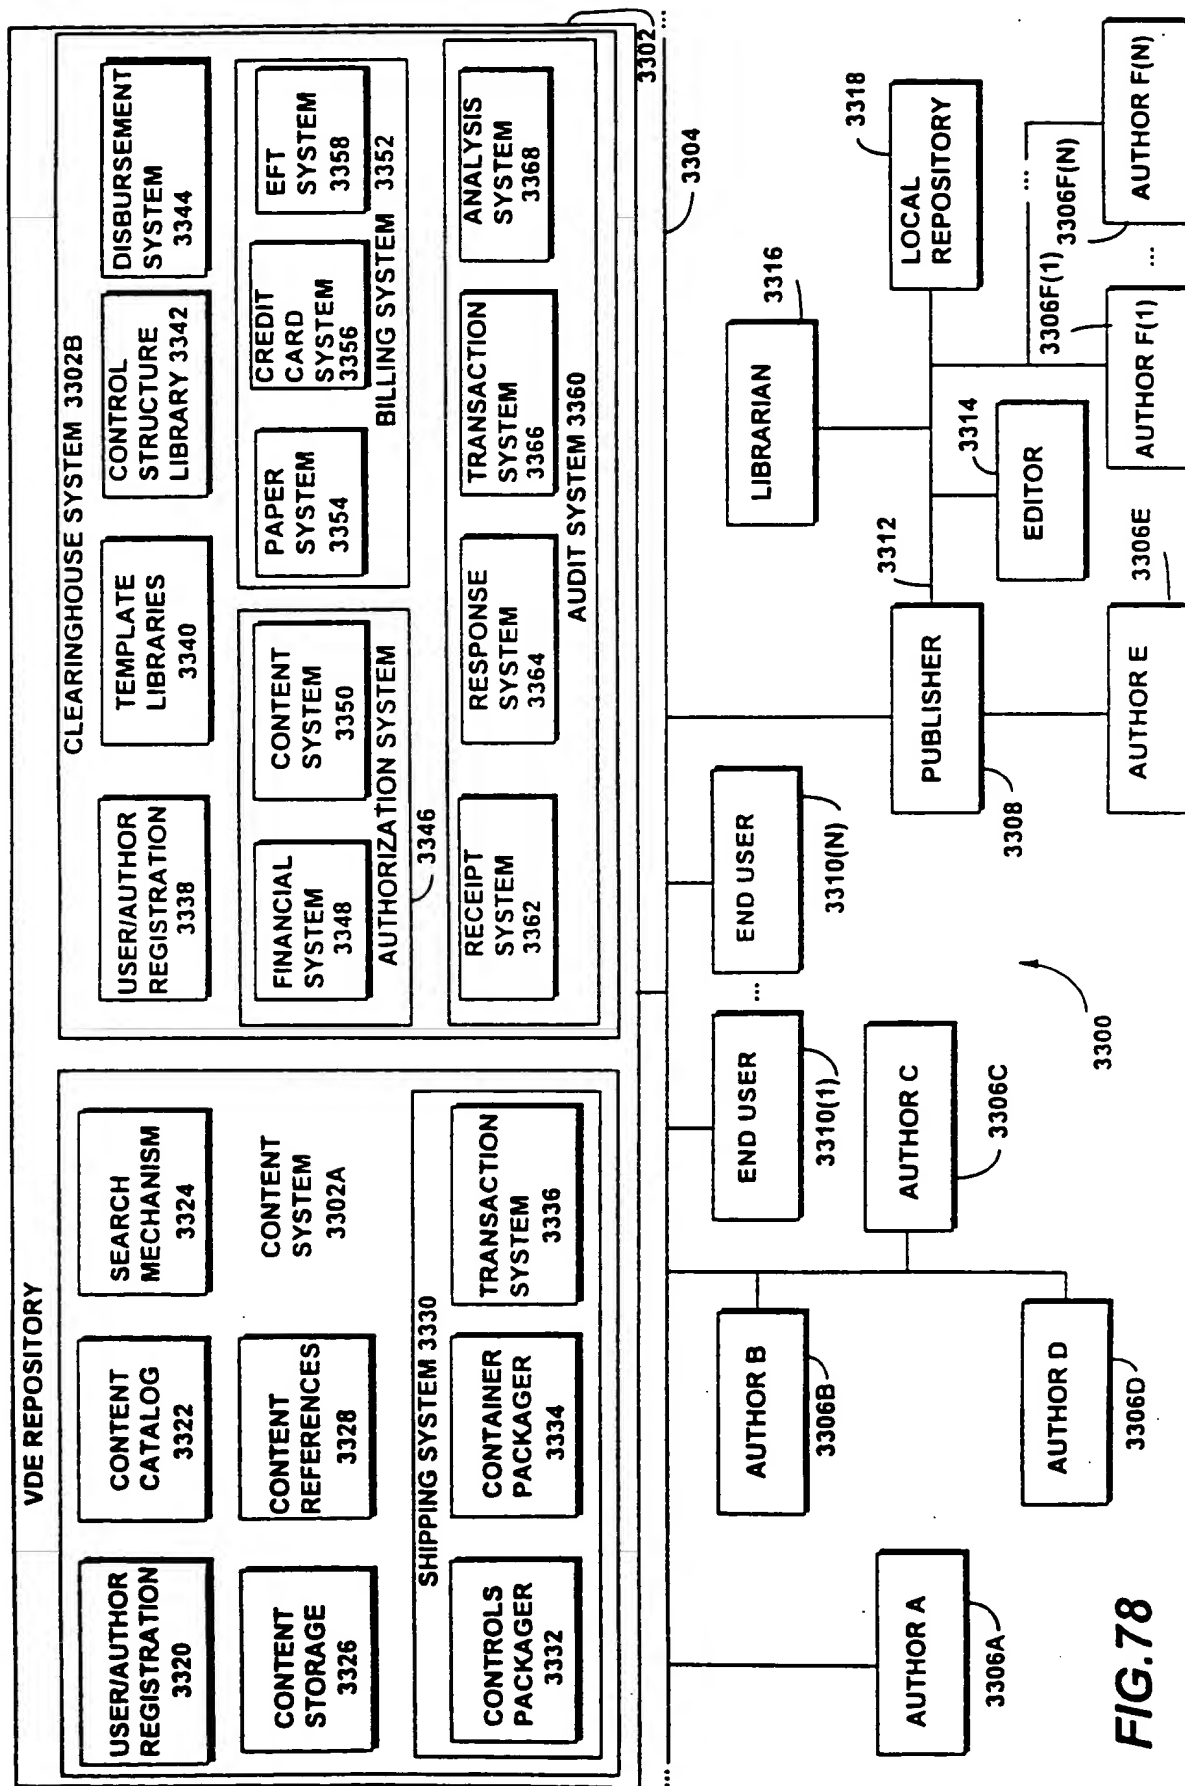 VDE REPOSITORY
USER/AUTHOR
REGISTRATION
3320
CONTENT
CATALOG
3322
SEARCH
MECHANISM
3324
CONTENT
STORAGE
3326
CONTENT
REFERENCES
3328
CONTENT
SYSTEM
3302A
SHIPPING SYSTEM 3330
CONTROLS
PACKAGER
3332
CONTAINER
PACKAGER
3334
TRANSACTION
SYSTEM
3336
CLEARINGHOUSE SYSTEM 3302B
USER/AUTHOR
REGISTRATION
3338
TEMPLATE
LIBRARIES
3340
CONTROL
STRUCTURE
LIBRARY 3342
DISBURSEMENT
SYSTEM
3344
FINANCIAL
SYSTEM
3348
CONTENT
SYSTEM
3350
AUTHORIZATION SYSTEM
3346
PAPER
SYSTEM
3354
CREDIT
CARD
SYSTEM
3356
EFT
SYSTEM
3358
BILLING SYSTEM 3352
RECEIPT
SYSTEM
3362
RESPONSE
SYSTEM
3364
TRANSACTION
SYSTEM
3366
ANALYSIS
SYSTEM
3368
AUDIT SYSTEM 3360
3302
...
...
3304
AUTHOR A
3306A
AUTHOR B
3306B
AUTHOR C
3306C
AUTHOR D
3306D
END USER
3310(1)
...
END USER
3310(N)
3300
PUBLISHER
3308
3312
AUTHOR E
3306E
LIBRARIAN
3316
EDITOR
3314
LOCAL
REPOSITORY
3318
AUTHOR F(1)
3306F(1)
...
...
AUTHOR F(N)
3306F(N)
FIG.78